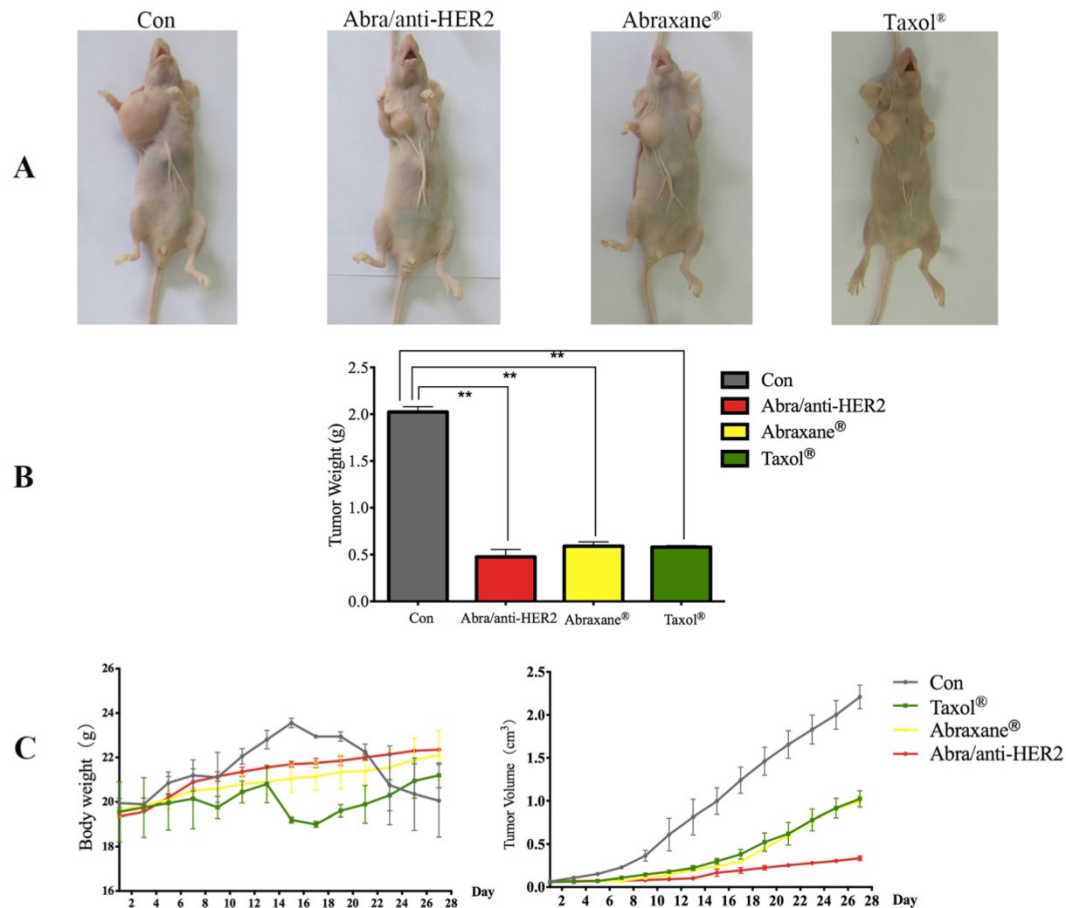 Con Abra/anti-HER2 Abraxane® Taxol®
A
B
2.5
2.0
1.5
1.0
0.5
0.0
Tumor Weight (g)
**
**
**
Con Abra/anti-HER2 Abraxane® Taxol®
Con
Abra/anti-HER2
Abraxane®
Taxol®
C
26
24
22
20
18
16
Body weight (g)
2 4 6 8 10 12 14 16 18 20 22 24 26 28 Day
2.5
2.0
1.5
1.0
0.5
0.0
Tumor Volume (cm³)
2 4 6 8 10 12 14 16 18 20 22 24 26 28 Day
Con
Taxol®
Abraxane®
Abra/anti-HER2